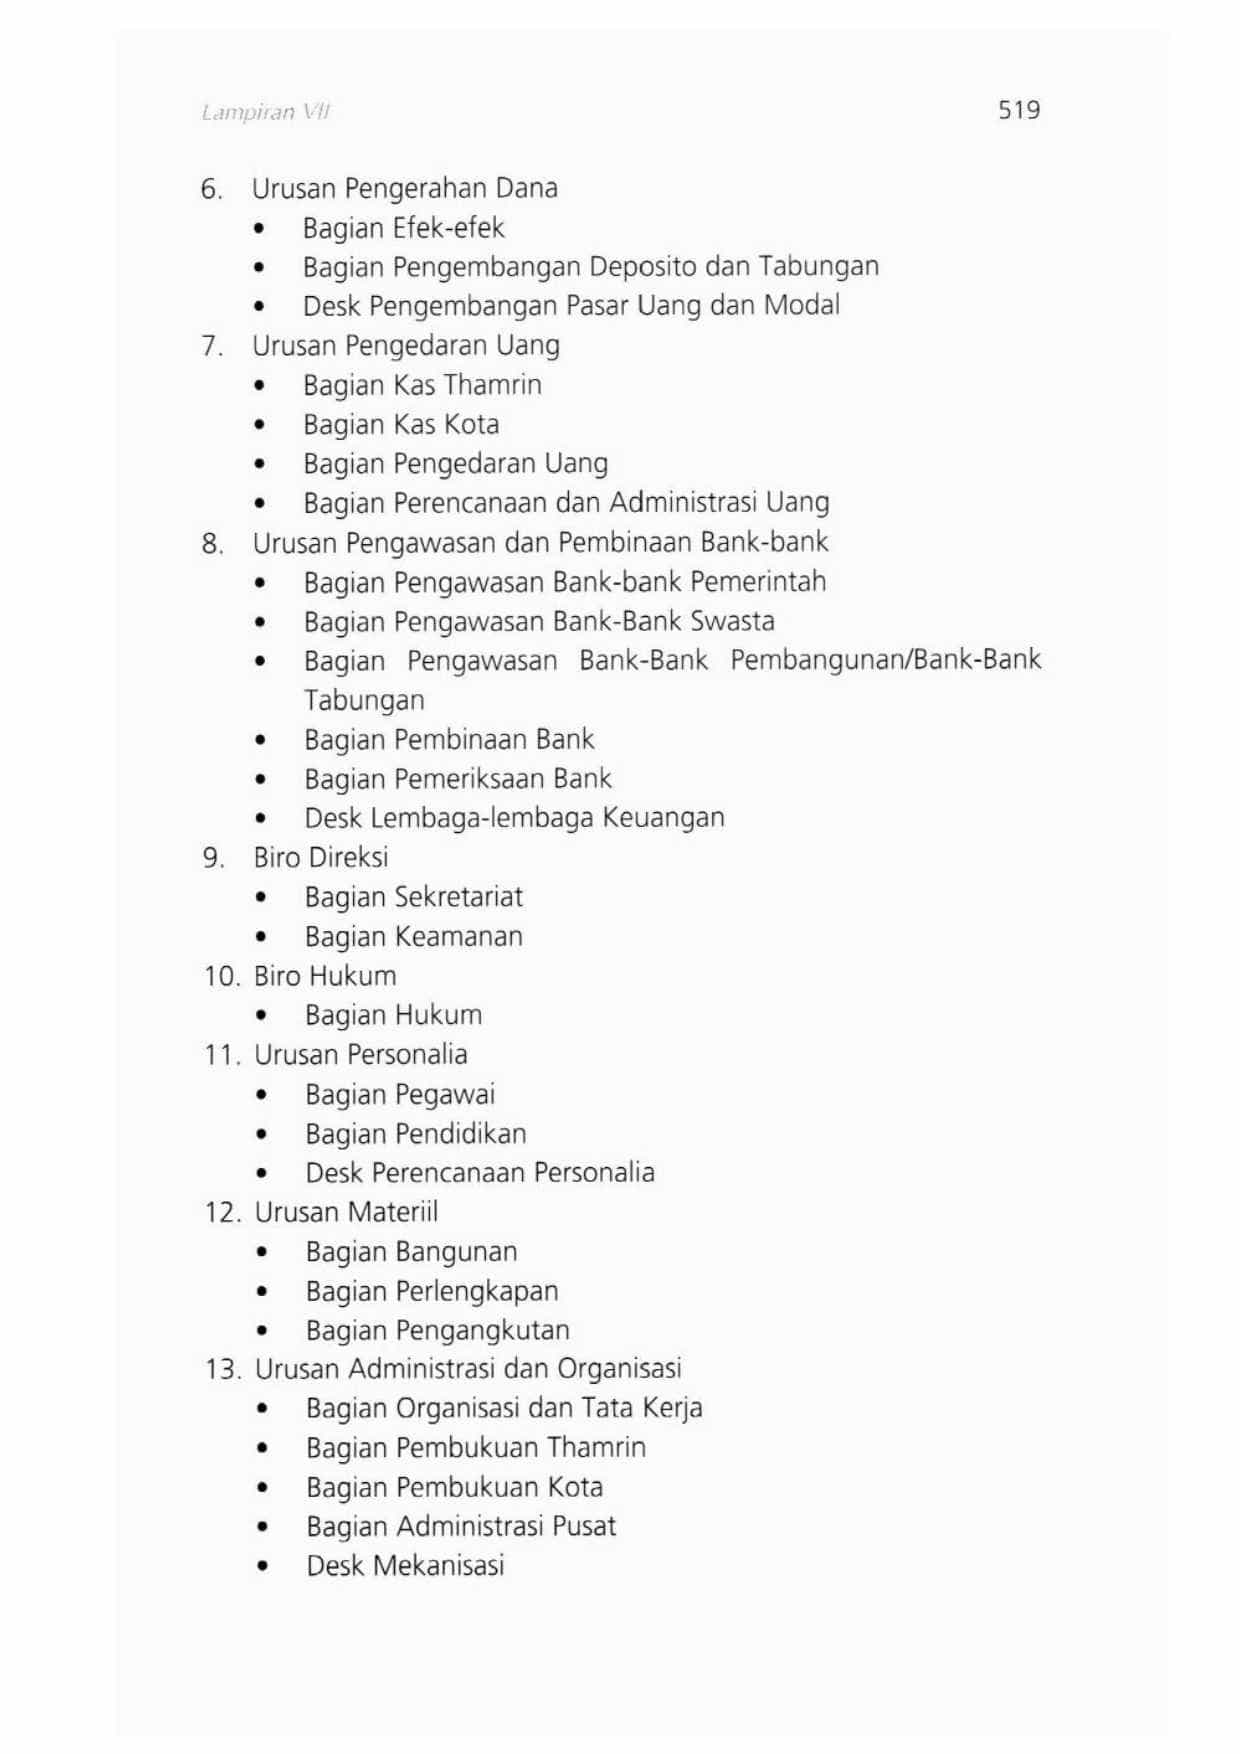 Lampiran VII 519
6. Urusan Pengerahan Dana
• Bagian Efek-efek
• Bagian Pengembangan Deposito dan Tabungan
• Desk Pengembangan Pasar Uang dan Modal
7. Urusan Pengedaran Uang
• Bagian Kas Thamrin
• Bagian Kas Kota
• Bagian Pengedaran Uang
• Bagian Perencanaan dan Administrasi Uang
8. Urusan Pengawasan dan Pembinaan Bank-bank
• Bagian Pengawasan Bank-bank Pemerintah
• Bagian Pengawasan Bank-Bank Swasta
• Bagian Pengawasan Bank-Bank Pembangunan/Bank-Bank
Tabungan
• Bagian Pembinaan Bank
• Bagian Pemeriksaan Bank
• Desk Lembaga-lembaga Keuangan
9. Biro Direksi
• Bagian Sekretariat
• Bagian Keamanan
10. Biro Hukum
• Bagian Hukum
11. Urusan Personalia
• Bagian Pegawai
• Bagian Pendidikan
• Desk Perencanaan Personalia
12. Urusan Materiil
• Bagian Bangunan
• Bagian Perlengkapan
• Bagian Pengangkutan
13. Urusan Administrasi dan Organisasi
• Bagian Organisasi dan Tata Kerja
• Bagian Pembukuan Thamrin
• Bagian Pembukuan Kota
• Bagian Administrasi Pusat
• Desk Mekanisasi